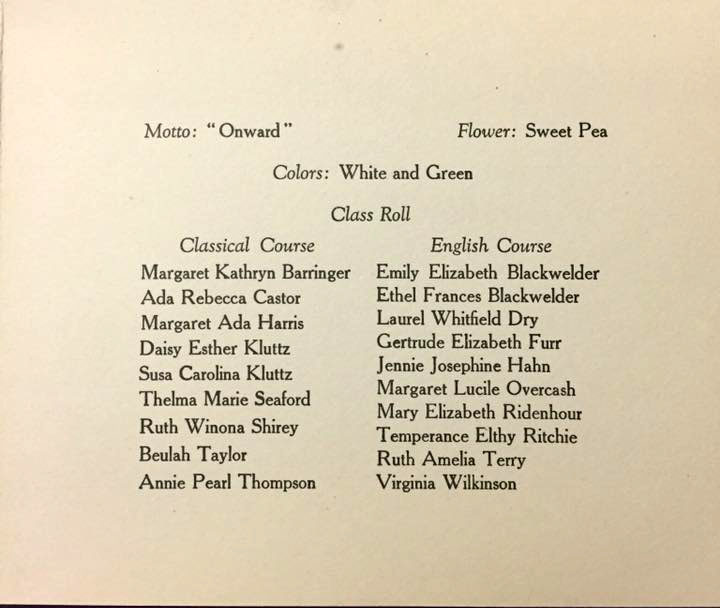 Motto: "Onward" Flower: Sweet Pea
Colors: White and Green
Class Roll
Classical Course
Margaret Kathryn Barringer
Ada Rebecca Castor
Margaret Ada Harris
Daisy Esther Kluttz
Susa Carolina Kluttz
Thelma Marie Seaford
Ruth Winona Shirey
Beulah Taylor
Annie Pearl Thompson
English Course
Emily Elizabeth Blackwelder
Ethel Frances Blackwelder
Laurel Whitfield Dry
Gertrude Elizabeth Furr
Jennie Josephine Hahn
Margaret Lucile Overcash
Mary Elizabeth Ridenhour
Temperance Elthy Ritchie
Ruth Amelia Terry
Virginia Wilkinson